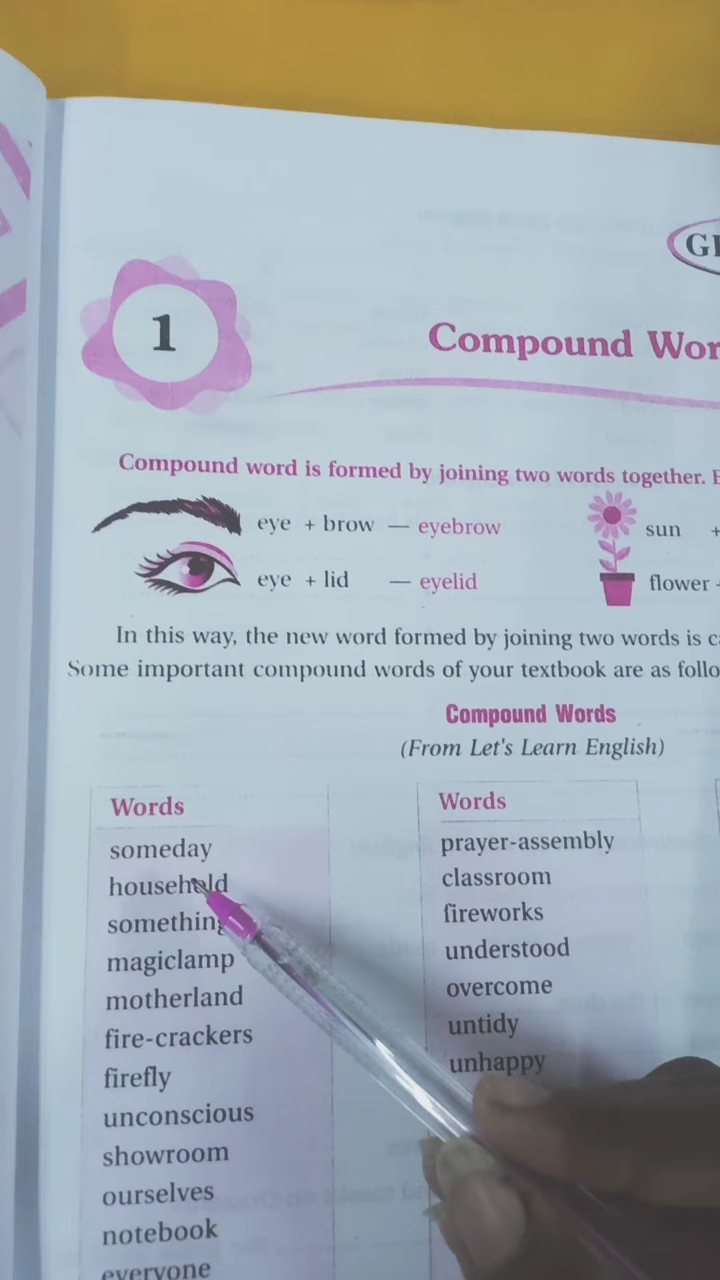 GR
1
Compound Wor
Compound word is formed by joining two words together. E
eye + brow — eyebrow
sun +
eye + lid — eyelid
flower -
In this way, the new word formed by joining two words is ca
Some important compound words of your textbook are as follo
Compound Words
(From Let's Learn English)
Words
someday
household
something
magiclamp
motherland
fire-crackers
firefly
unconscious
showroom
ourselves
notebook
everyone
Words
prayer-assembly
classroom
fireworks
understood
overcome
untidy
unhappy